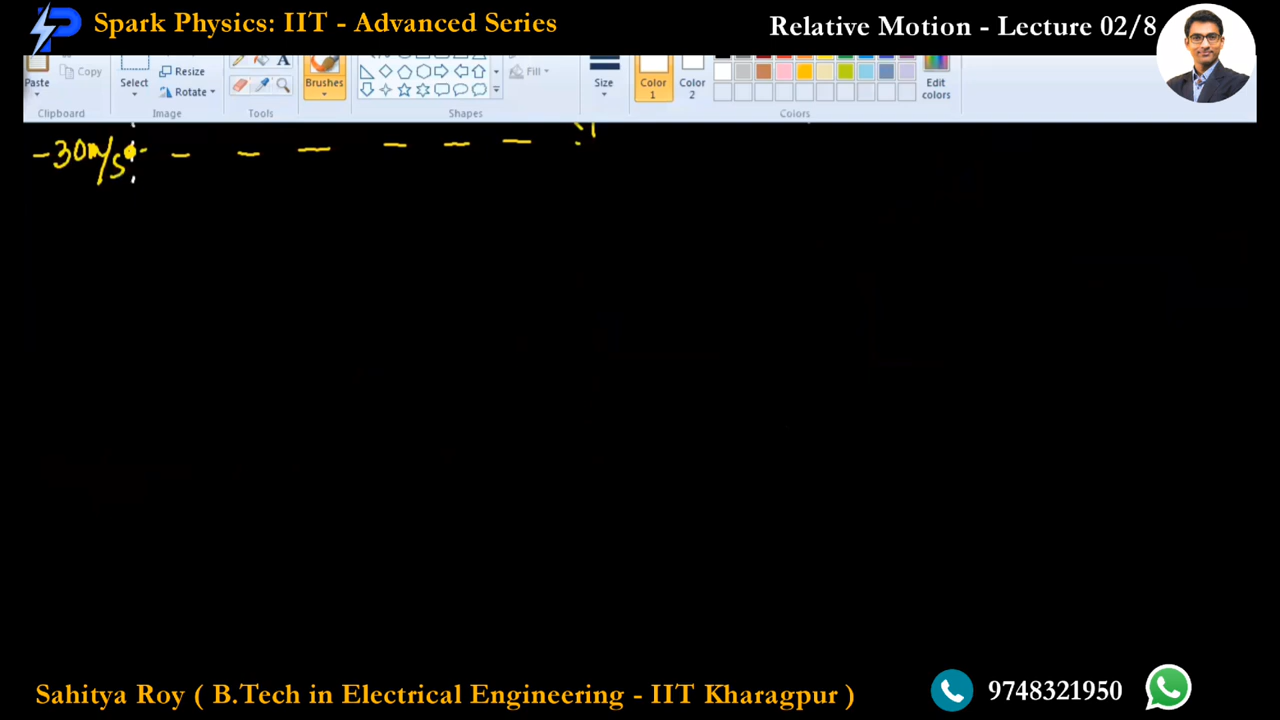 Spark Physics: IIT - Advanced Series
Relative Motion - Lecture 02/8
Paste
Copy
Select
Resize
Rotate
A
Brushes
Fill
Size
Color 1
Color 2
Edit colors
Clipboard
Image
Tools
Shapes
Colors
-30m/s
Sahitya Roy ( B.Tech in Electrical Engineering - IIT Kharagpur )
9748321950